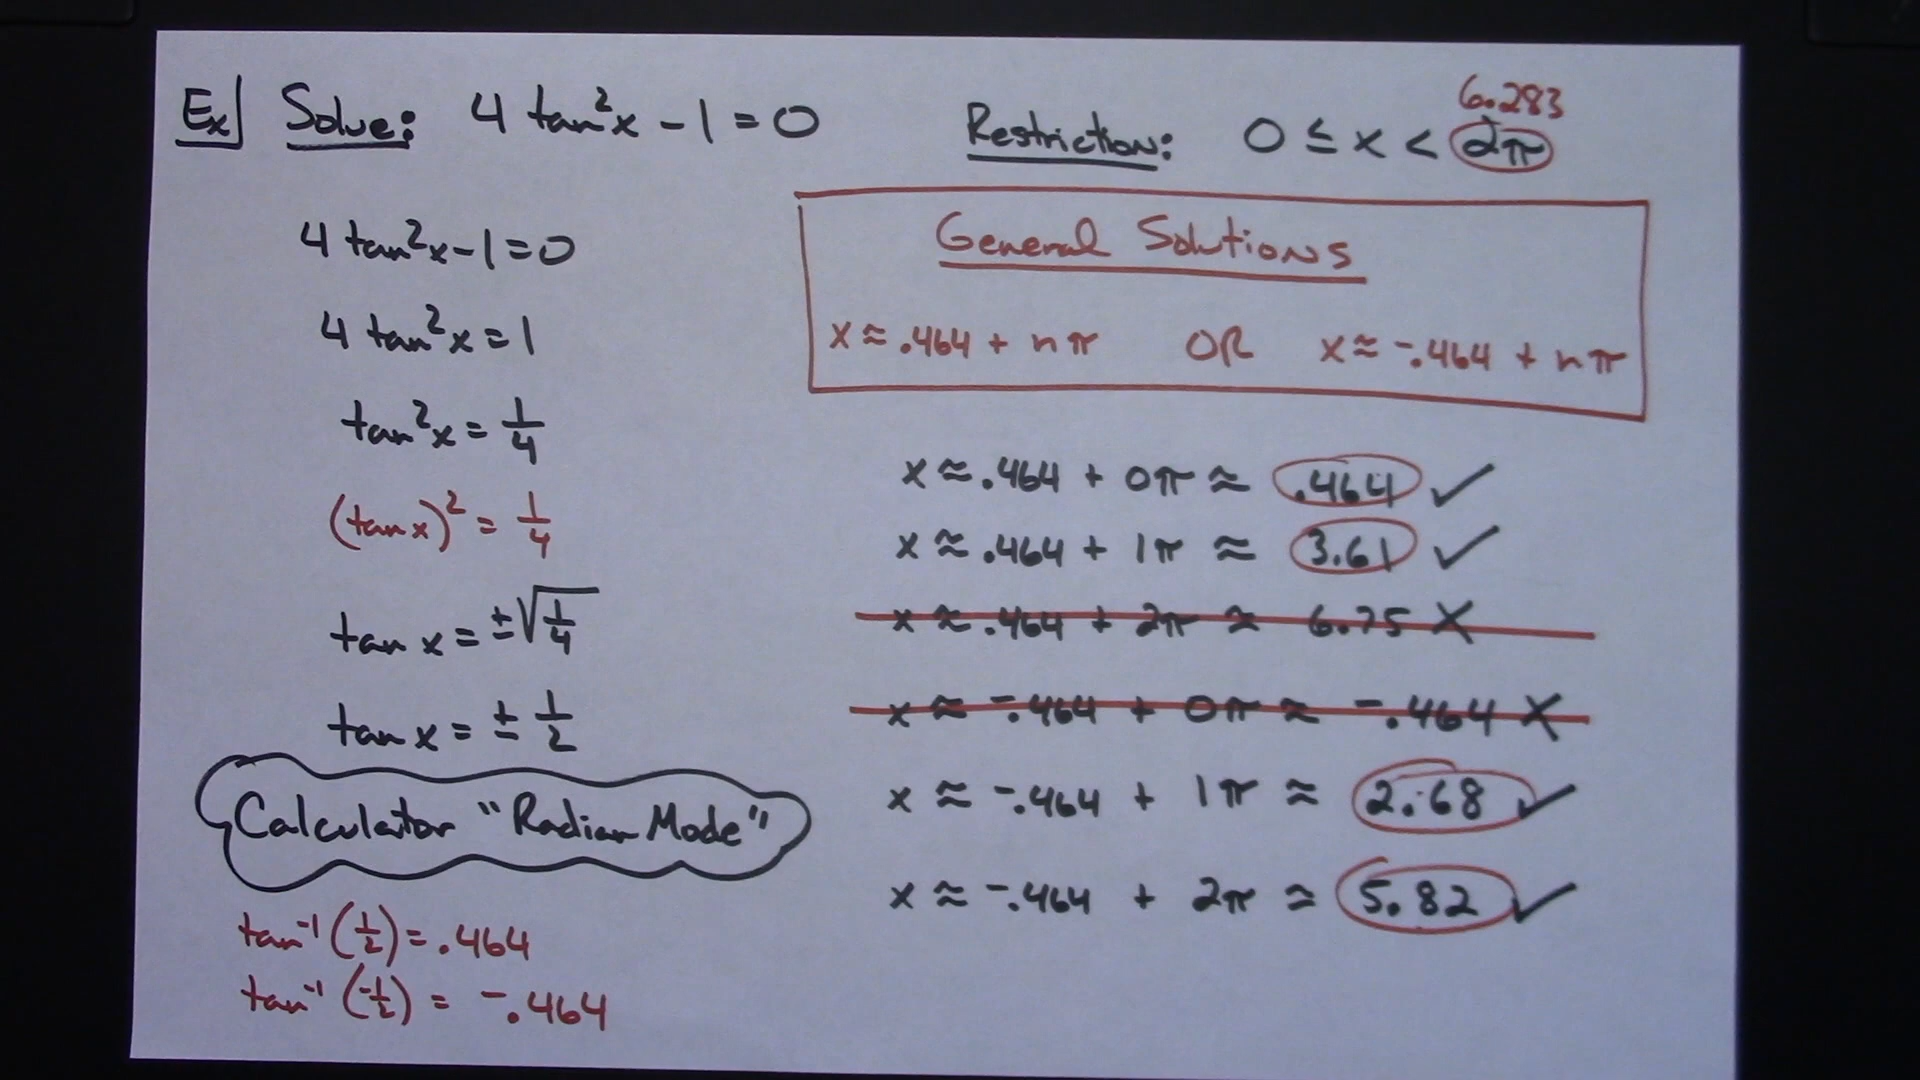 Ex Solve: 4 tan²x - 1 = 0
4 tan²x - 1 = 0
4 tan²x = 1
tan²x = 1/4
(tan x)² = 1/4
tan x = ±√(1/4)
tan x = ± 1/2
Calculator "Radian Mode"
tan⁻¹(1/2) = .464
tan⁻¹(-1/2) = -.464
6.283
Restriction: 0 ≤ x < 2π
General Solutions
x ≈ .464 + nπ OR x ≈ -.464 + nπ
x ≈ .464 + 0π ≈ .464 ✓
x ≈ .464 + 1π ≈ 3.61 ✓
x ≈ .464 + 2π ≈ 6.75 X
x ≈ -.464 + 0π ≈ -.464 X
x ≈ -.464 + 1π ≈ 2.68 ✓
x ≈ -.464 + 2π ≈ 5.82 ✓